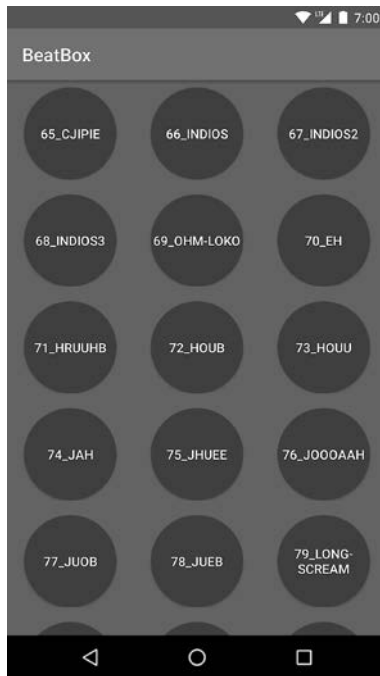 LTE 7:00
BeatBox
65_CJIPIE 66_INDIOS 67_INDIOS2
68_INDIOS3 69_OHM-LOKO 70_EH
71_HRUUHB 72_HOUB 73_HOUU
74_JAH 75_JHUEE 76_JOOOAAH
77_JUOB 78_JUEB 79_LONG-
SCREAM